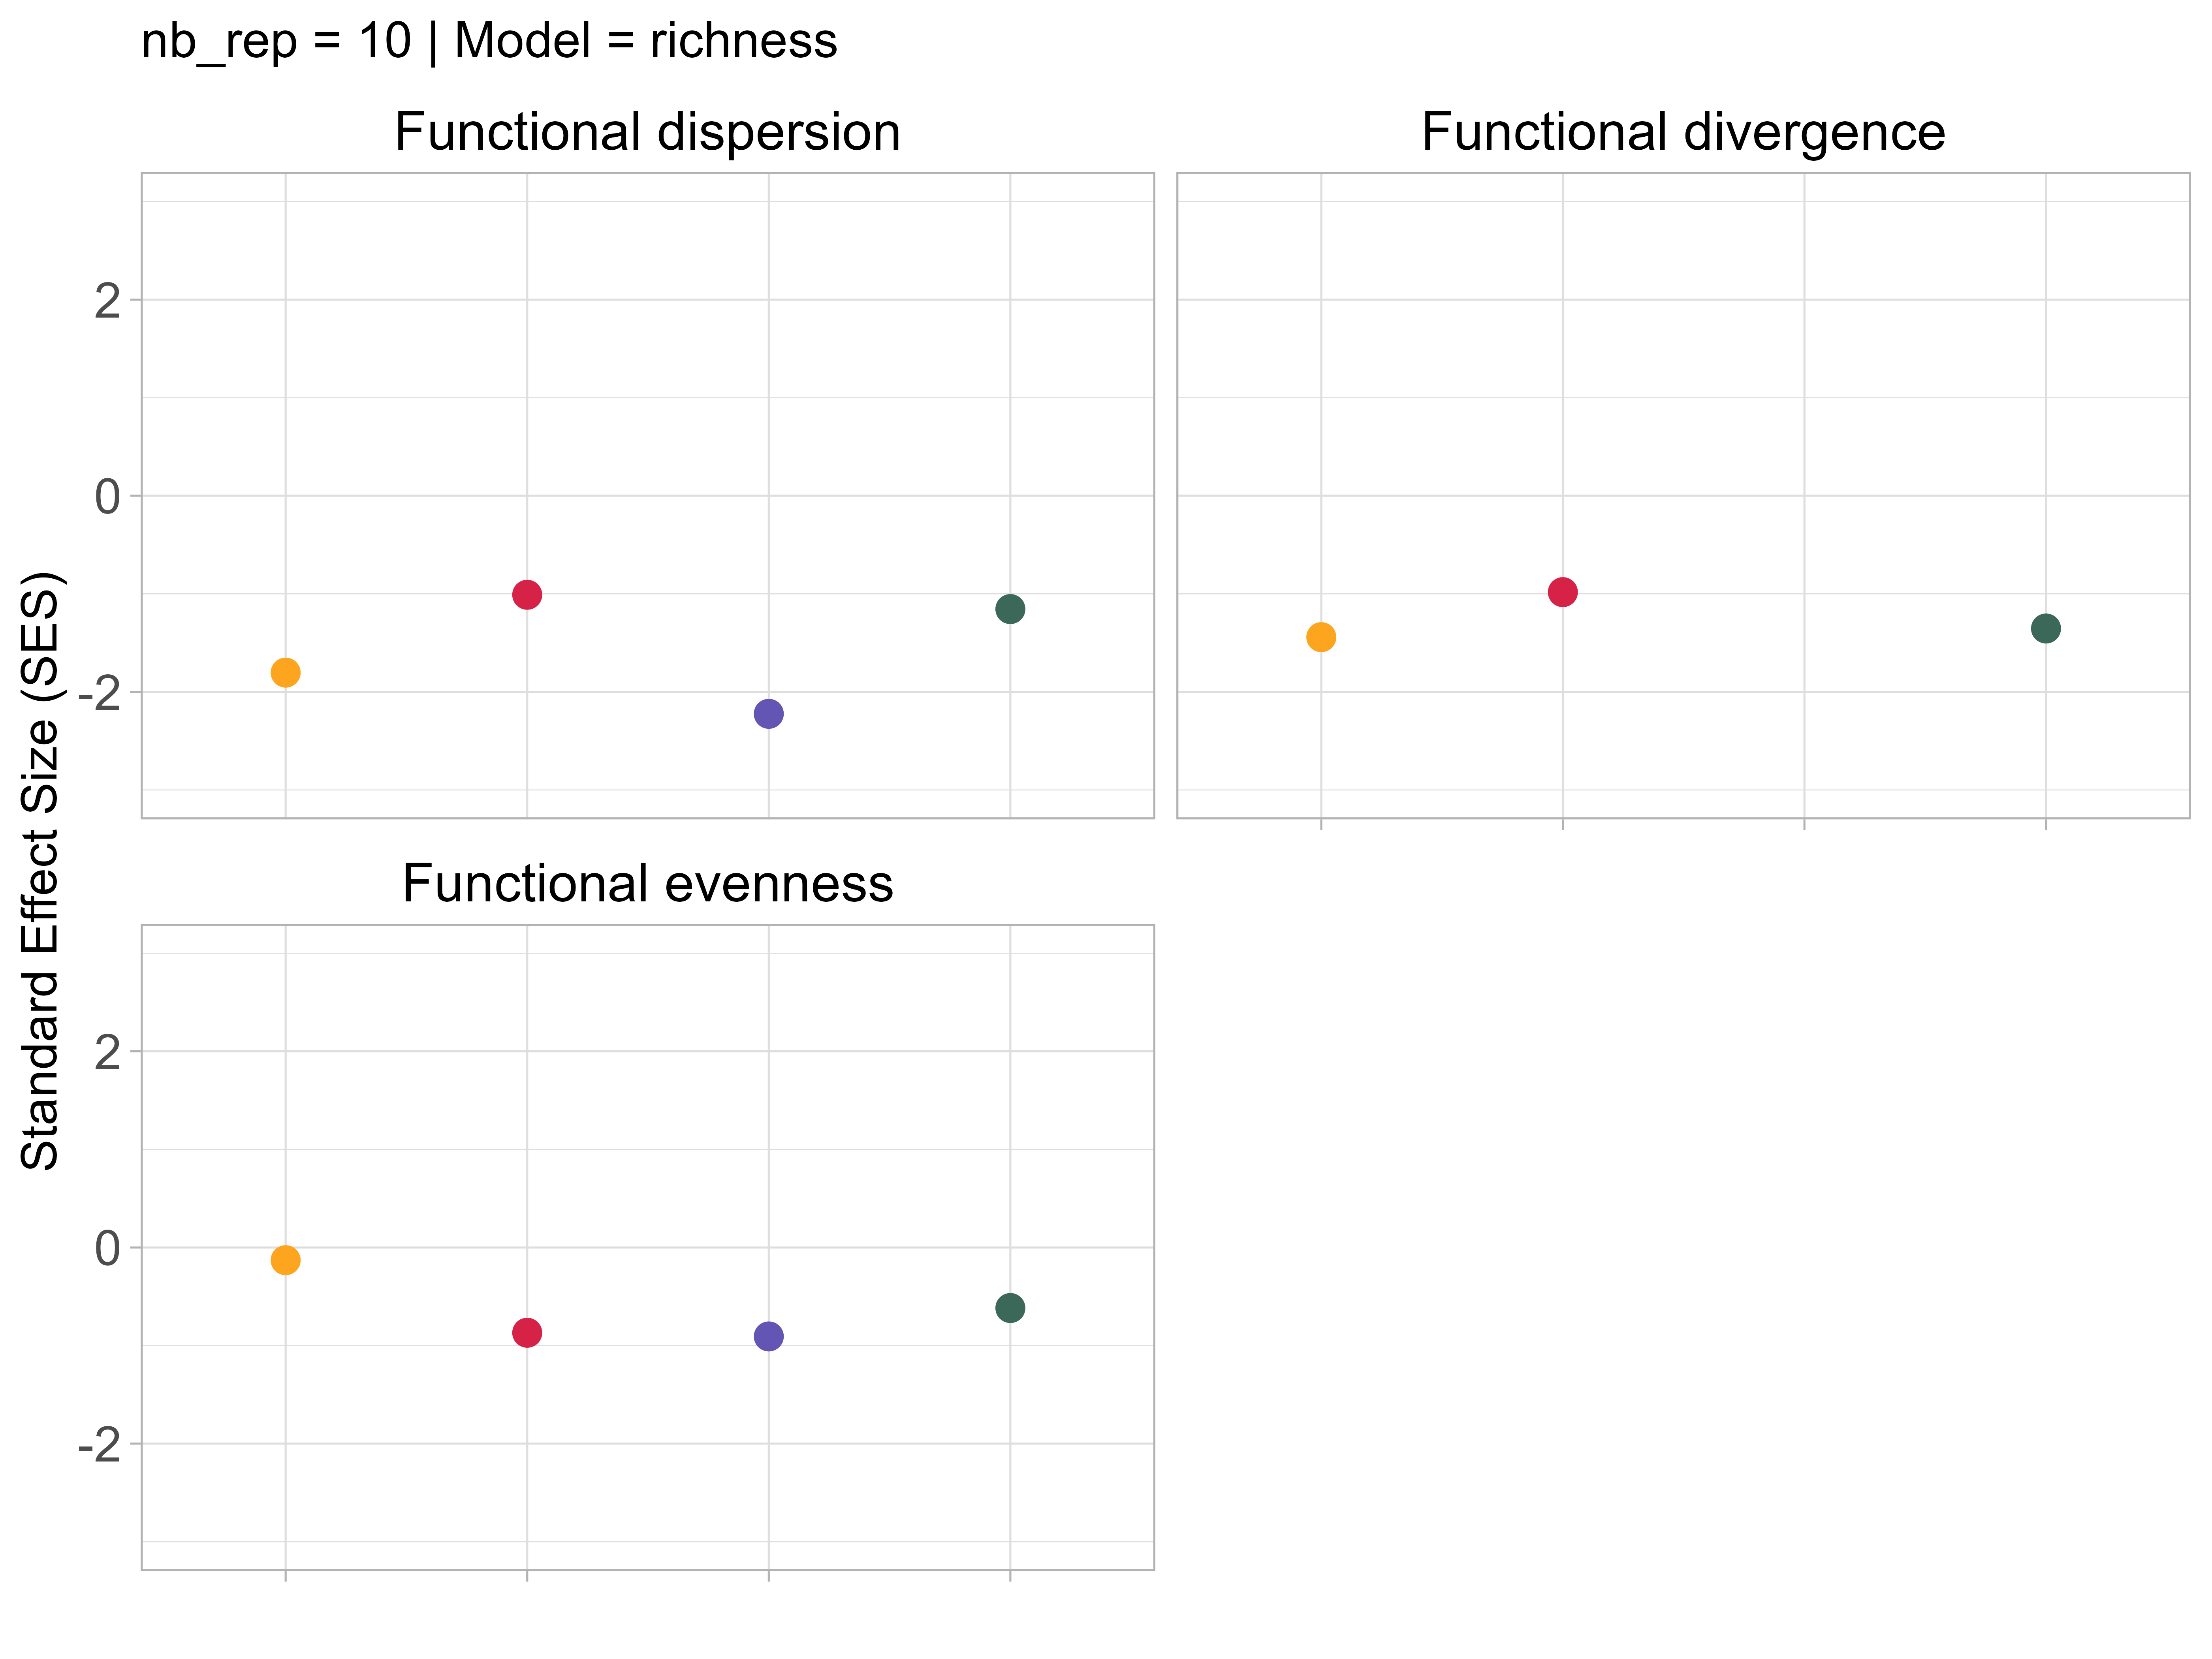 nb_rep = 10 | Model = richness
Functional dispersion
Functional divergence
2
0
-2
Standard Effect Size (SES)
Functional evenness
2
0
-2